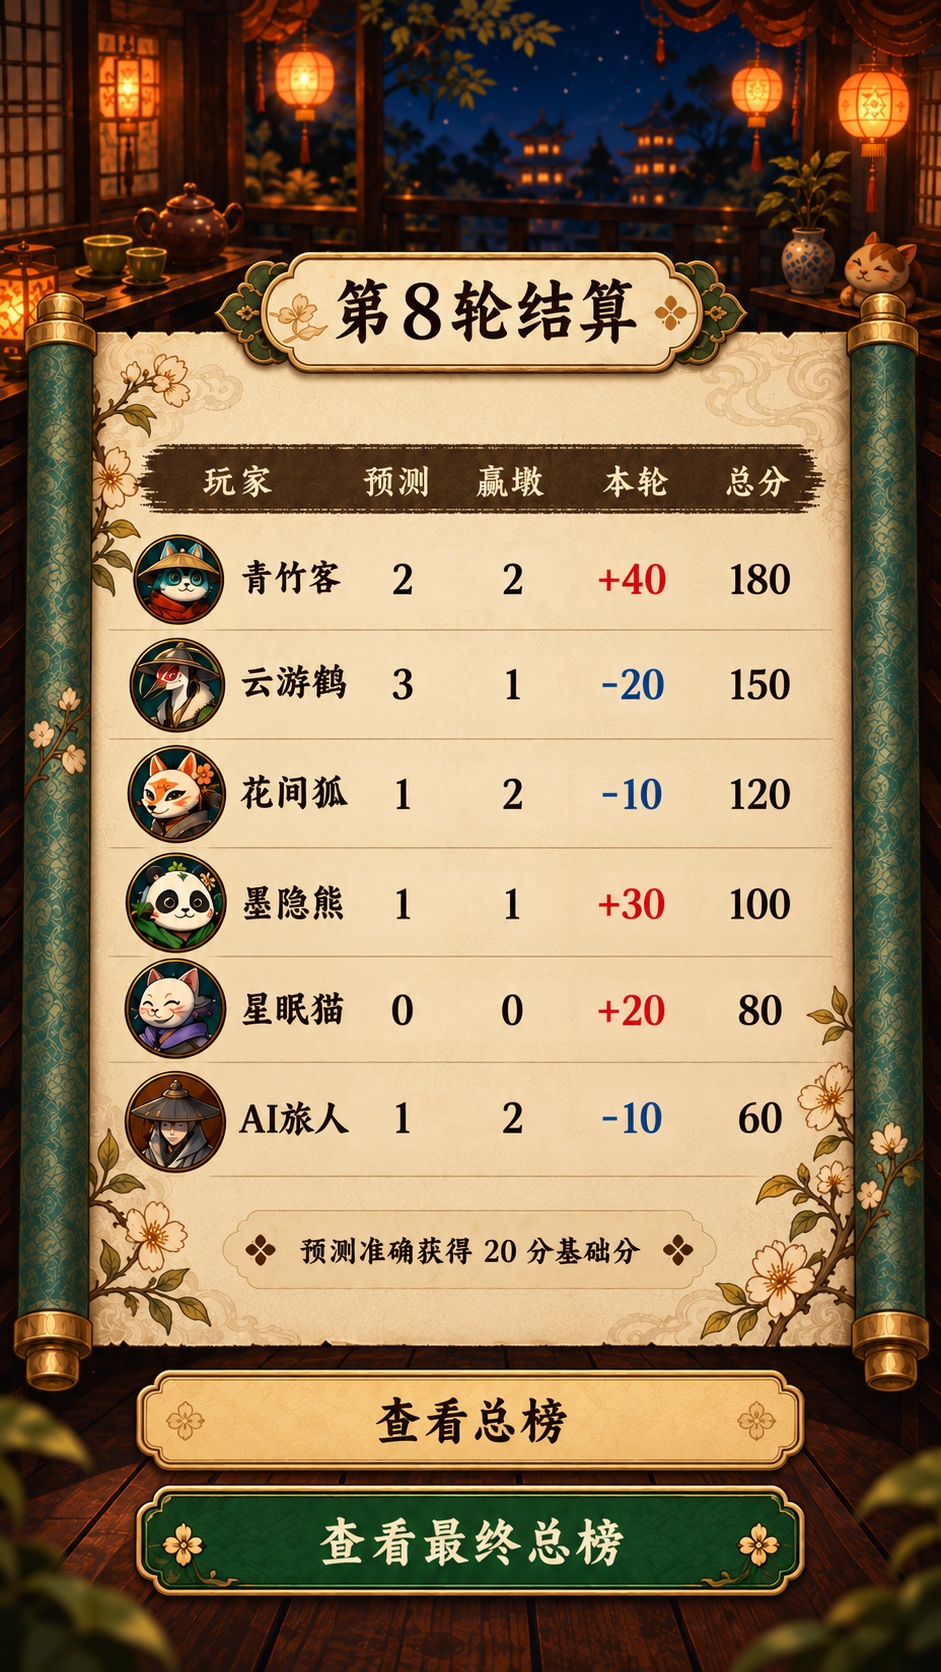 第8轮结算
玩家 预测 赢墩 本轮 总分
青竹客 2 2 +40 180
云游鹤 3 1 -20 150
花间狐 1 2 -10 120
墨隐熊 1 1 +30 100
星眠猫 0 0 +20 80
AI旅人 1 2 -10 60
预测准确获得 20 分基础分
查看总榜
查看最终总榜